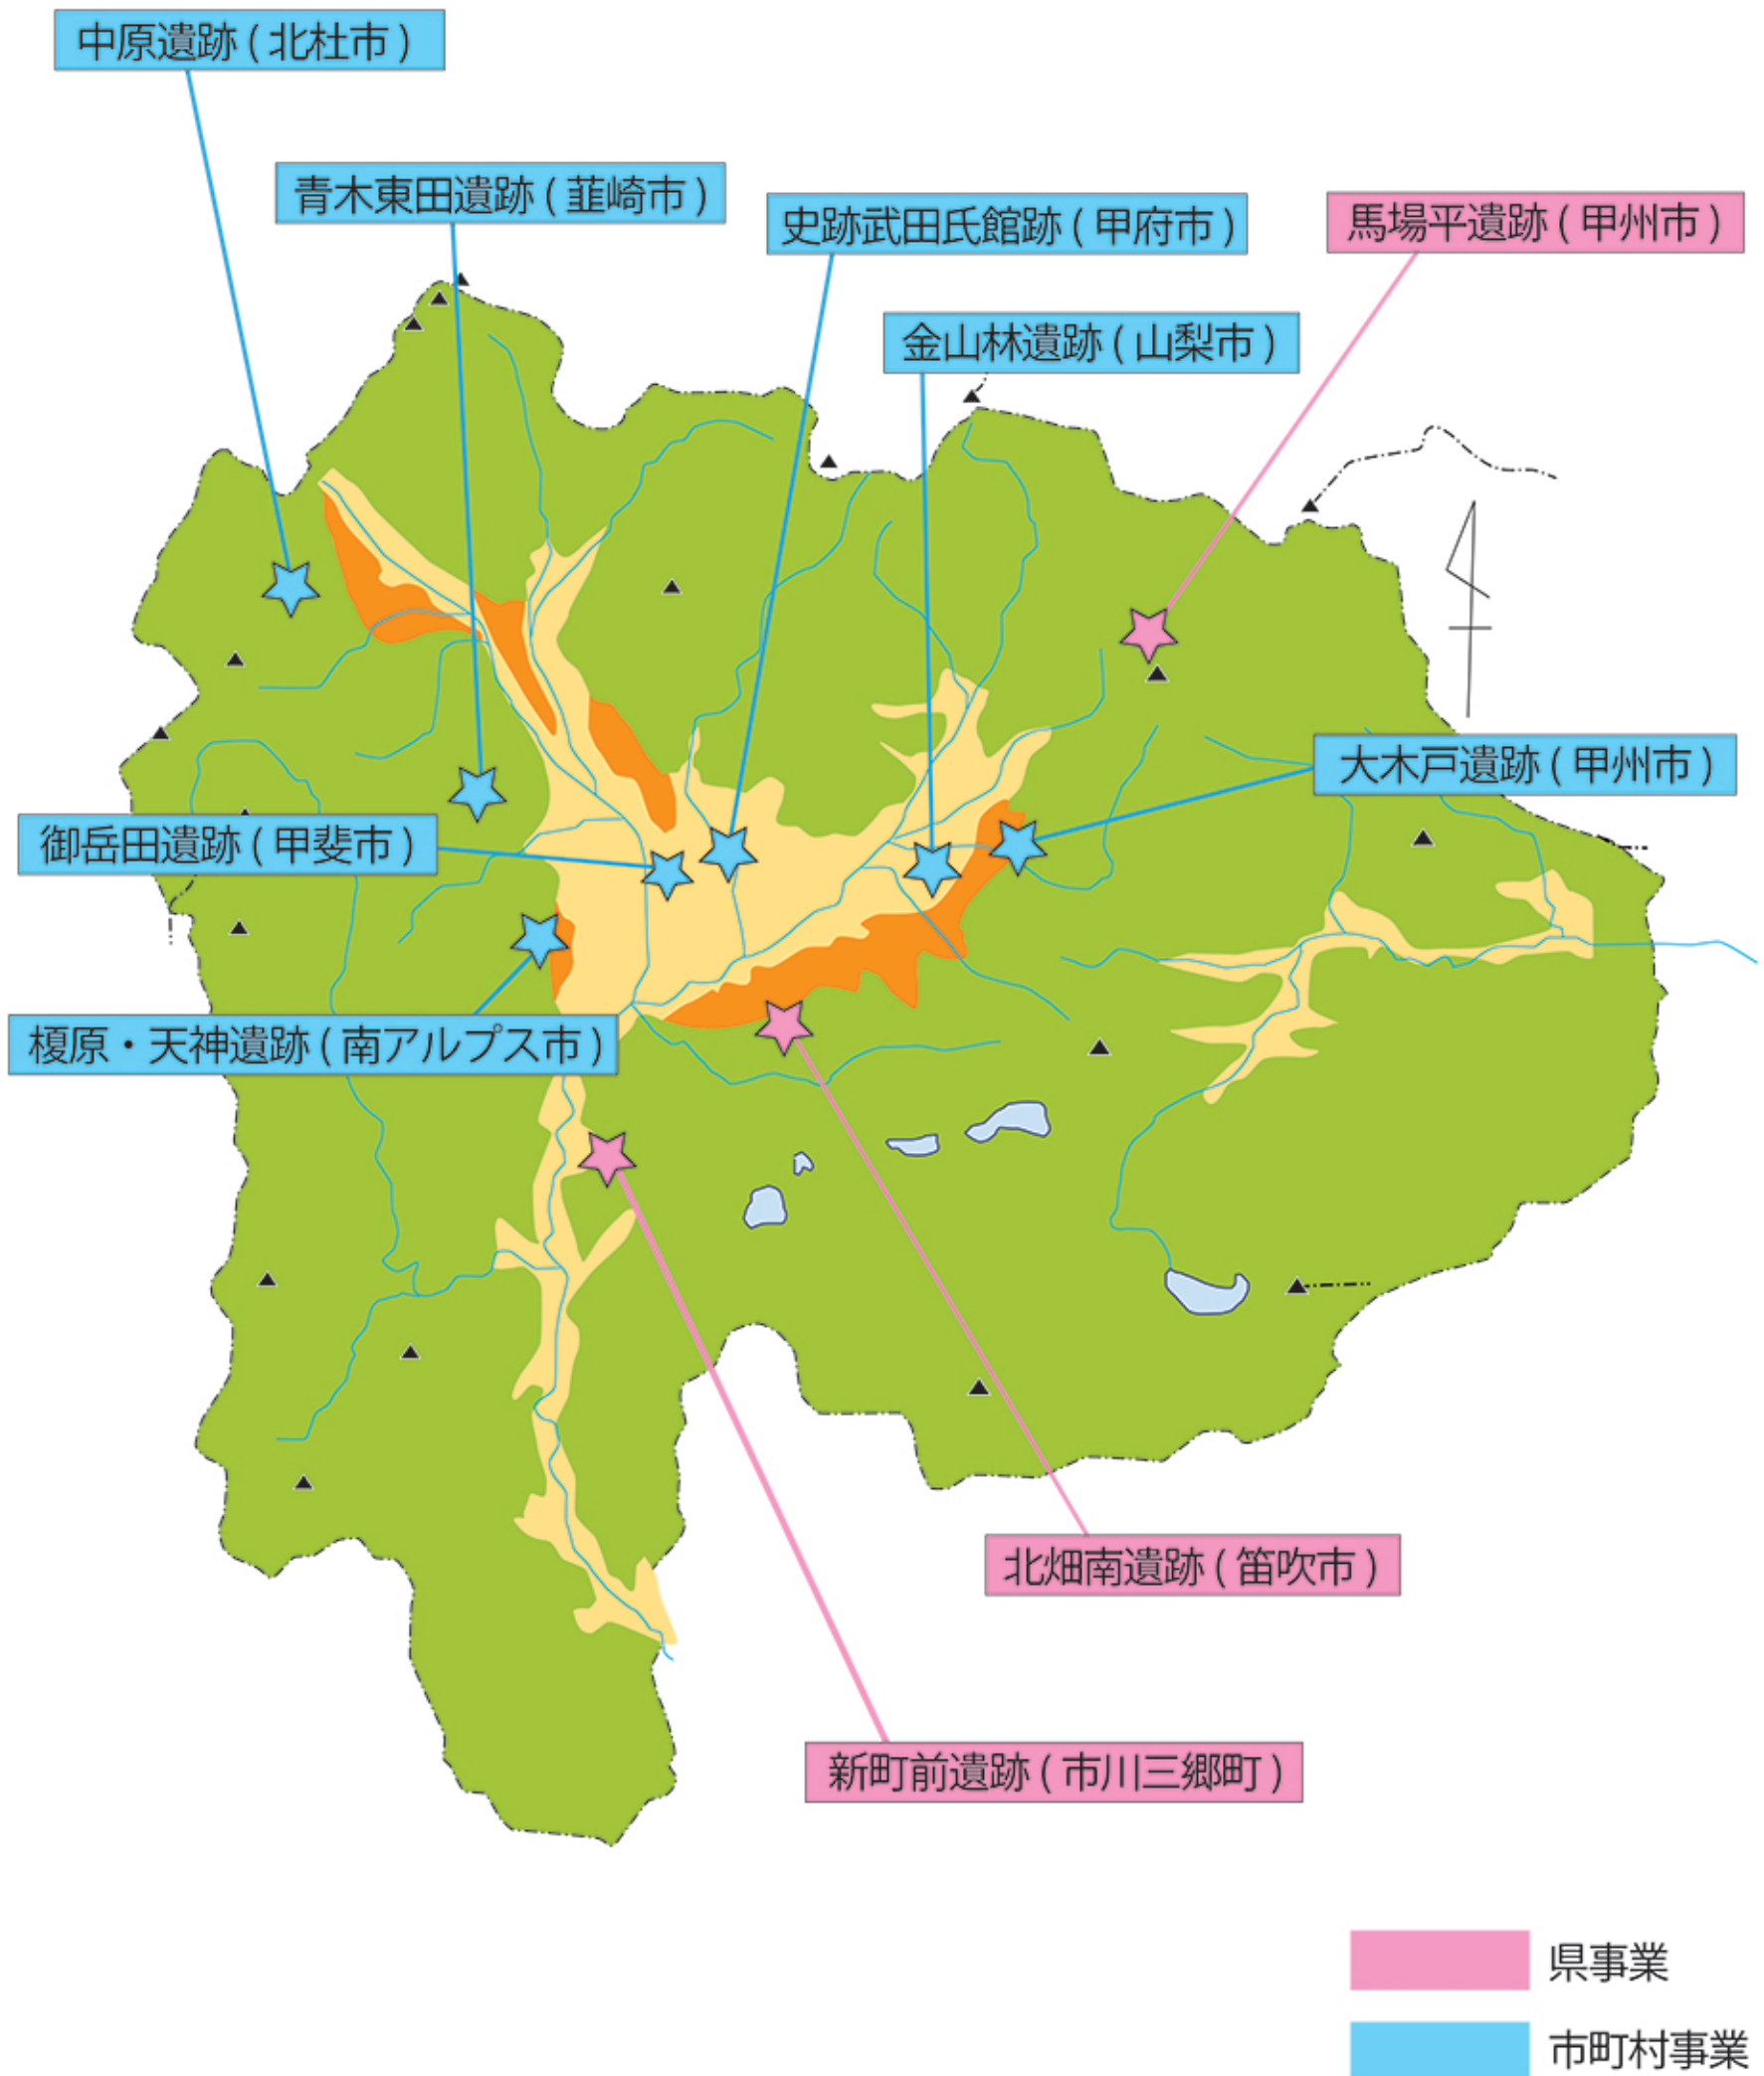 中原遺跡(北杜市)
青木東田遺跡(韮崎市)
史跡武田氏館跡(甲府市)
馬場平遺跡(甲州市)
金山林遺跡(山梨市)
大木戸遺跡(甲州市)
御岳田遺跡(甲斐市)
榎原・天神遺跡(南アルプス市)
北畑南遺跡(笛吹市)
新町前遺跡(市川三郷町)
県事業
市町村事業